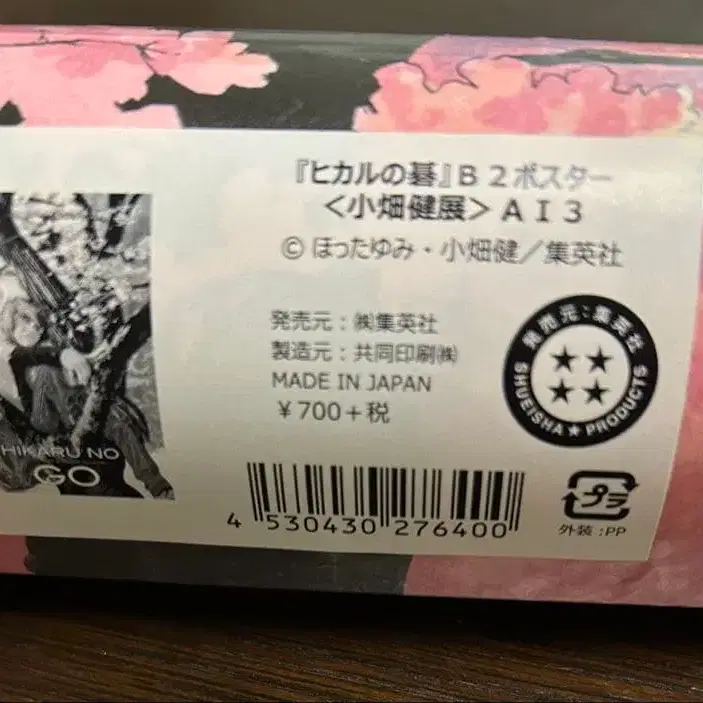 『ヒカルの碁』B2ポスター
＜小畑健展＞AI3
© ほったゆみ・小畑健／集英社
発売元：㈱集英社
製造元：共同印刷㈱
MADE IN JAPAN
￥700＋税
発売元：集英社
SHUEISHA★PRODUCTS
HIKARU NO
GO
4 530430 276400
プラ
外装:PP